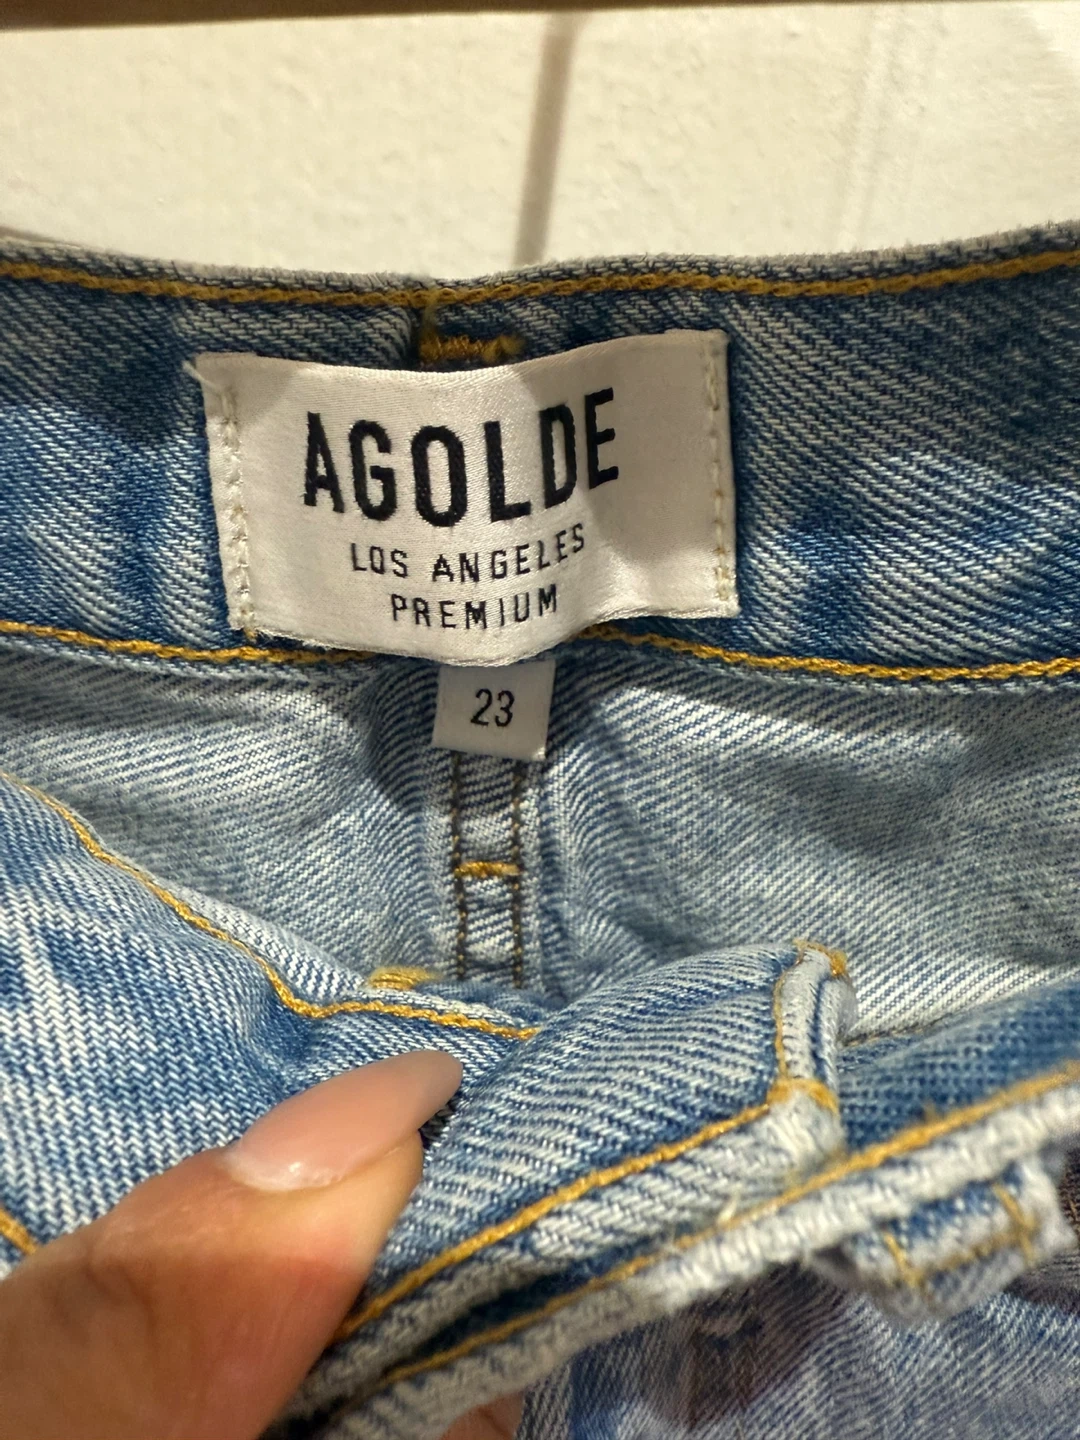 AGOLDE
LOS ANGELES
PREMIUM
23